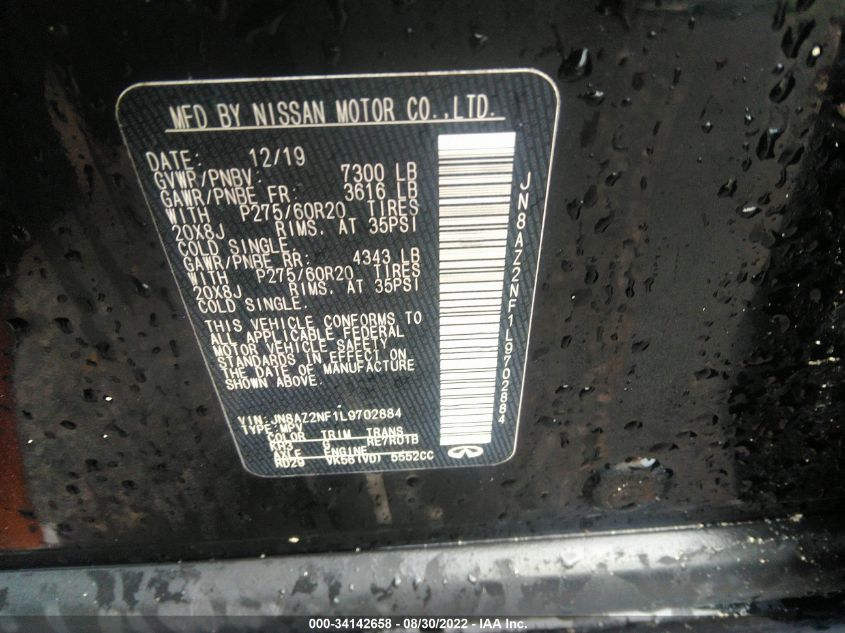 MFD BY NISSAN MOTOR CO.,LTD.
DATE: 12/19
GVWR/PNBV: 7300 LB
GAWR/PNBE FR: 3616 LB
WITH P275/60R20 TIRES
20X8J RIMS. AT 35PSI
COLD SINGLE.
GAWR/PNBE RR: 4343 LB
WITH P275/60R20 TIRES
20X8J RIMS. AT 35PSI
COLD SINGLE.
THIS VEHICLE CONFORMS TO
ALL APPLICABLE FEDERAL
MOTOR VEHICLE SAFETY
STANDARDS IN EFFECT ON
THE DATE OF MANUFACTURE
SHOWN ABOVE.
VIN: JN8AZ2NF1L9702884
TYPE: MPV
COLOR TRIM TRANS
G RE7R01B
AXLE ENGINE
RD29 VK56(VD) 5552CC
JN8AZ2NF1L9702884
000-34142658 - 08/30/2022 - IAA Inc.